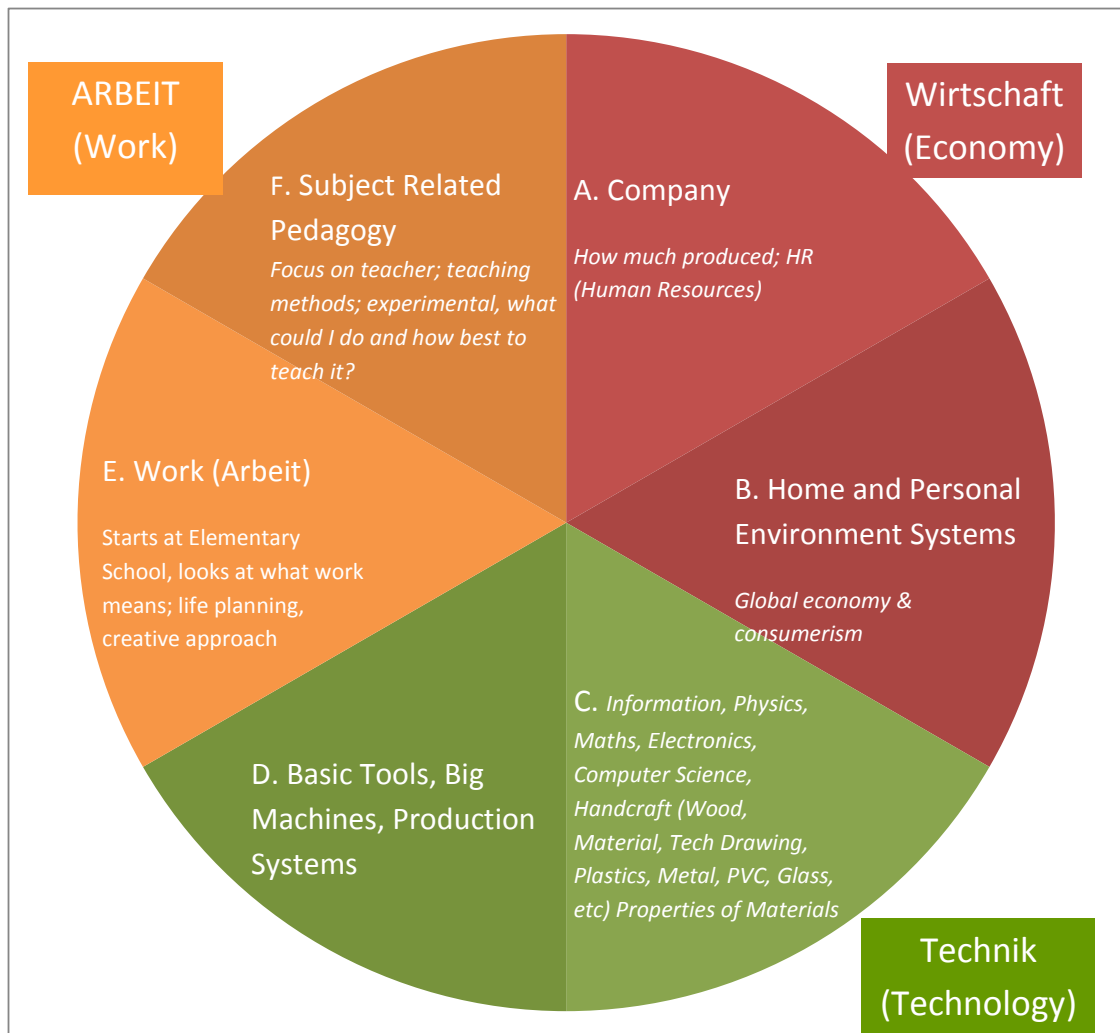 ARBEIT
(Work)
Wirtschaft
(Economy)
F. Subject Related
Pedagogy
Focus on teacher; teaching
methods; experimental, what
could I do and how best to
teach it?
A. Company
How much produced; HR
(Human Resources)
E. Work (Arbeit)
Starts at Elementary
School, looks at what work
means; life planning,
creative approach
B. Home and Personal
Environment Systems
Global economy &
consumerism
D. Basic Tools, Big
Machines, Production
Systems
C. Information, Physics,
Maths, Electronics,
Computer Science,
Handcraft (Wood,
Material, Tech Drawing,
Plastics, Metal, PVC, Glass,
etc) Properties of Materials
Technik
(Technology)